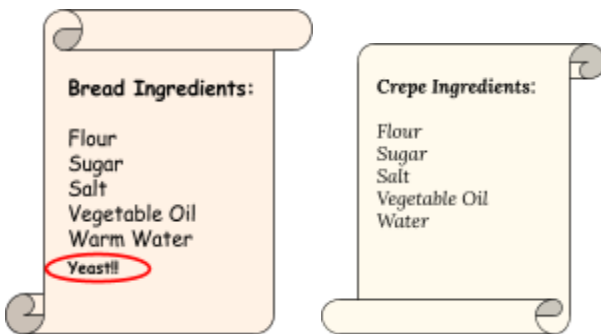 Bread Ingredients:
Flour
Sugar
Salt
Vegetable Oil
Warm Water
Yeast!!
Crepe Ingredients:
Flour
Sugar
Salt
Vegetable Oil
Water